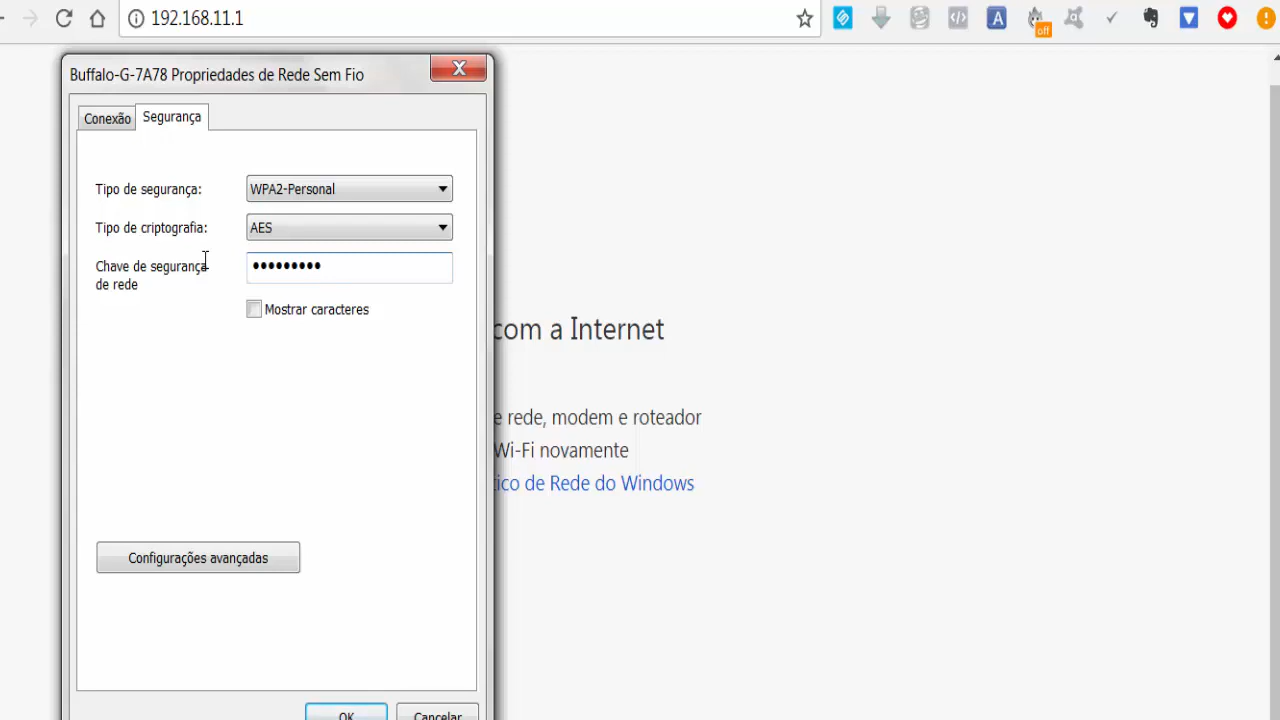 192.168.11.1
off
Buffalo-G-7A78 Propriedades de Rede Sem Fio
Conexão
Segurança
Tipo de segurança:
WPA2-Personal
Tipo de criptografia:
AES
Chave de segurança
de rede
•••••••••
Mostrar caracteres
com a Internet
e rede, modem e roteador
Wi-Fi novamente
tico de Rede do Windows
Configurações avançadas
OK
Cancelar